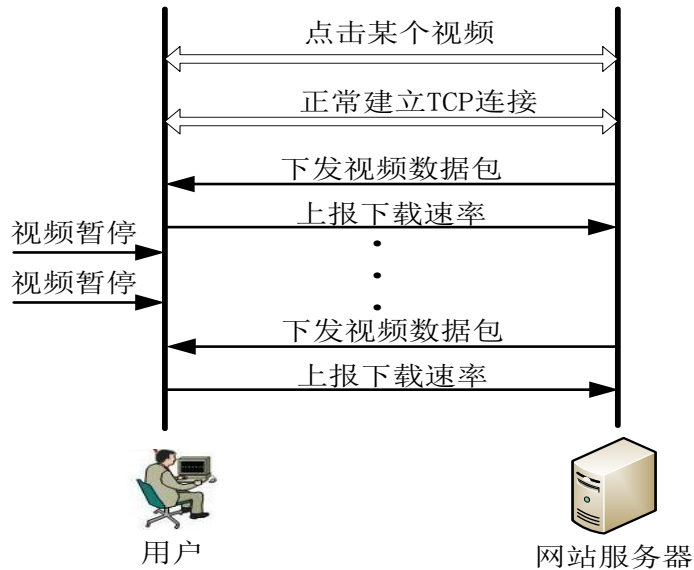 点击某个视频
正常建立TCP连接
下发视频数据包
上报下载速率
视频暂停
视频暂停
下发视频数据包
上报下载速率
用户
网站服务器